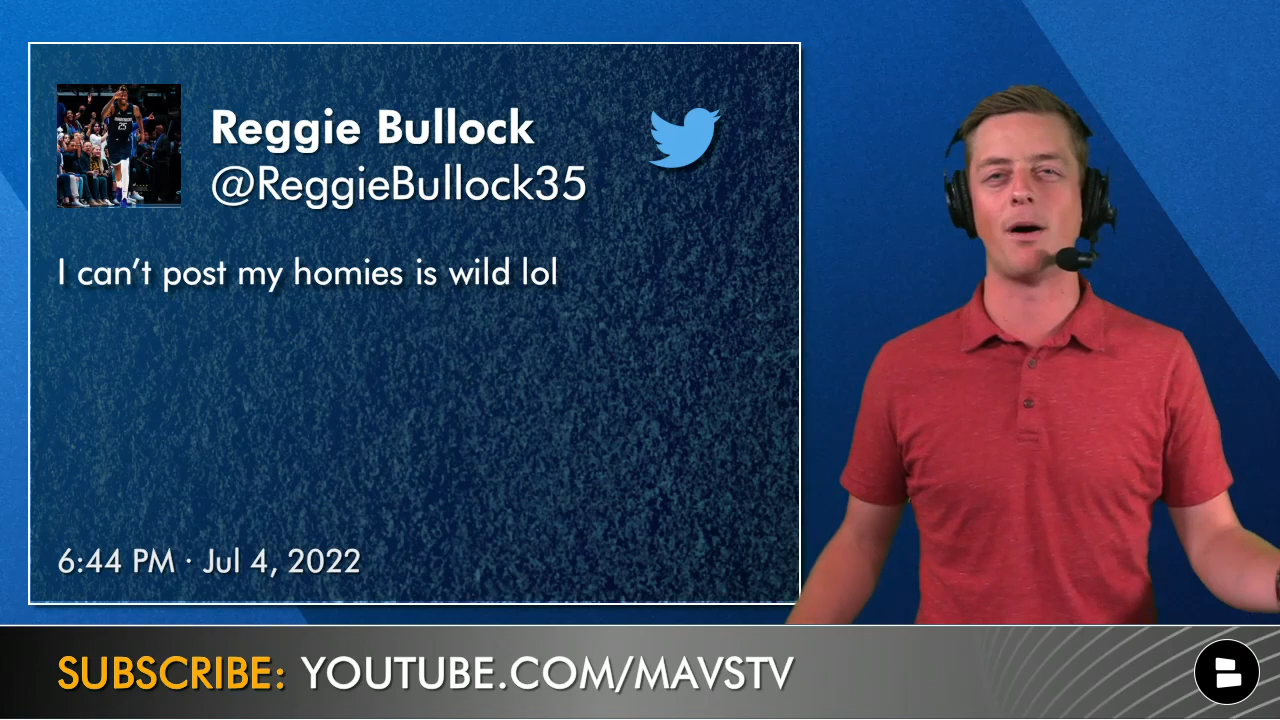 Reggie Bullock
@ReggieBullock35
I can't post my homies is wild lol
6:44 PM · Jul 4, 2022
SUBSCRIBE: YOUTUBE.COM/MAVSTV